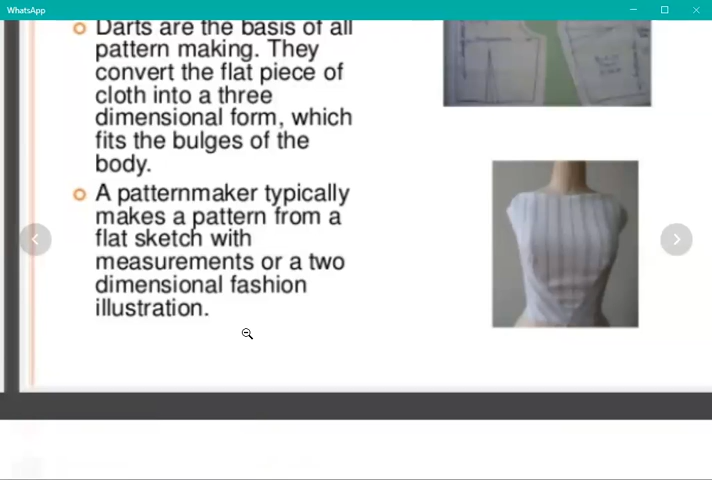 WhatsApp
Darts are the basis of all
pattern making. They
convert the flat piece of
cloth into a three
dimensional form, which
fits the bulges of the
body.
A patternmaker typically
makes a pattern from a
flat sketch with
measurements or a two
dimensional fashion
illustration.